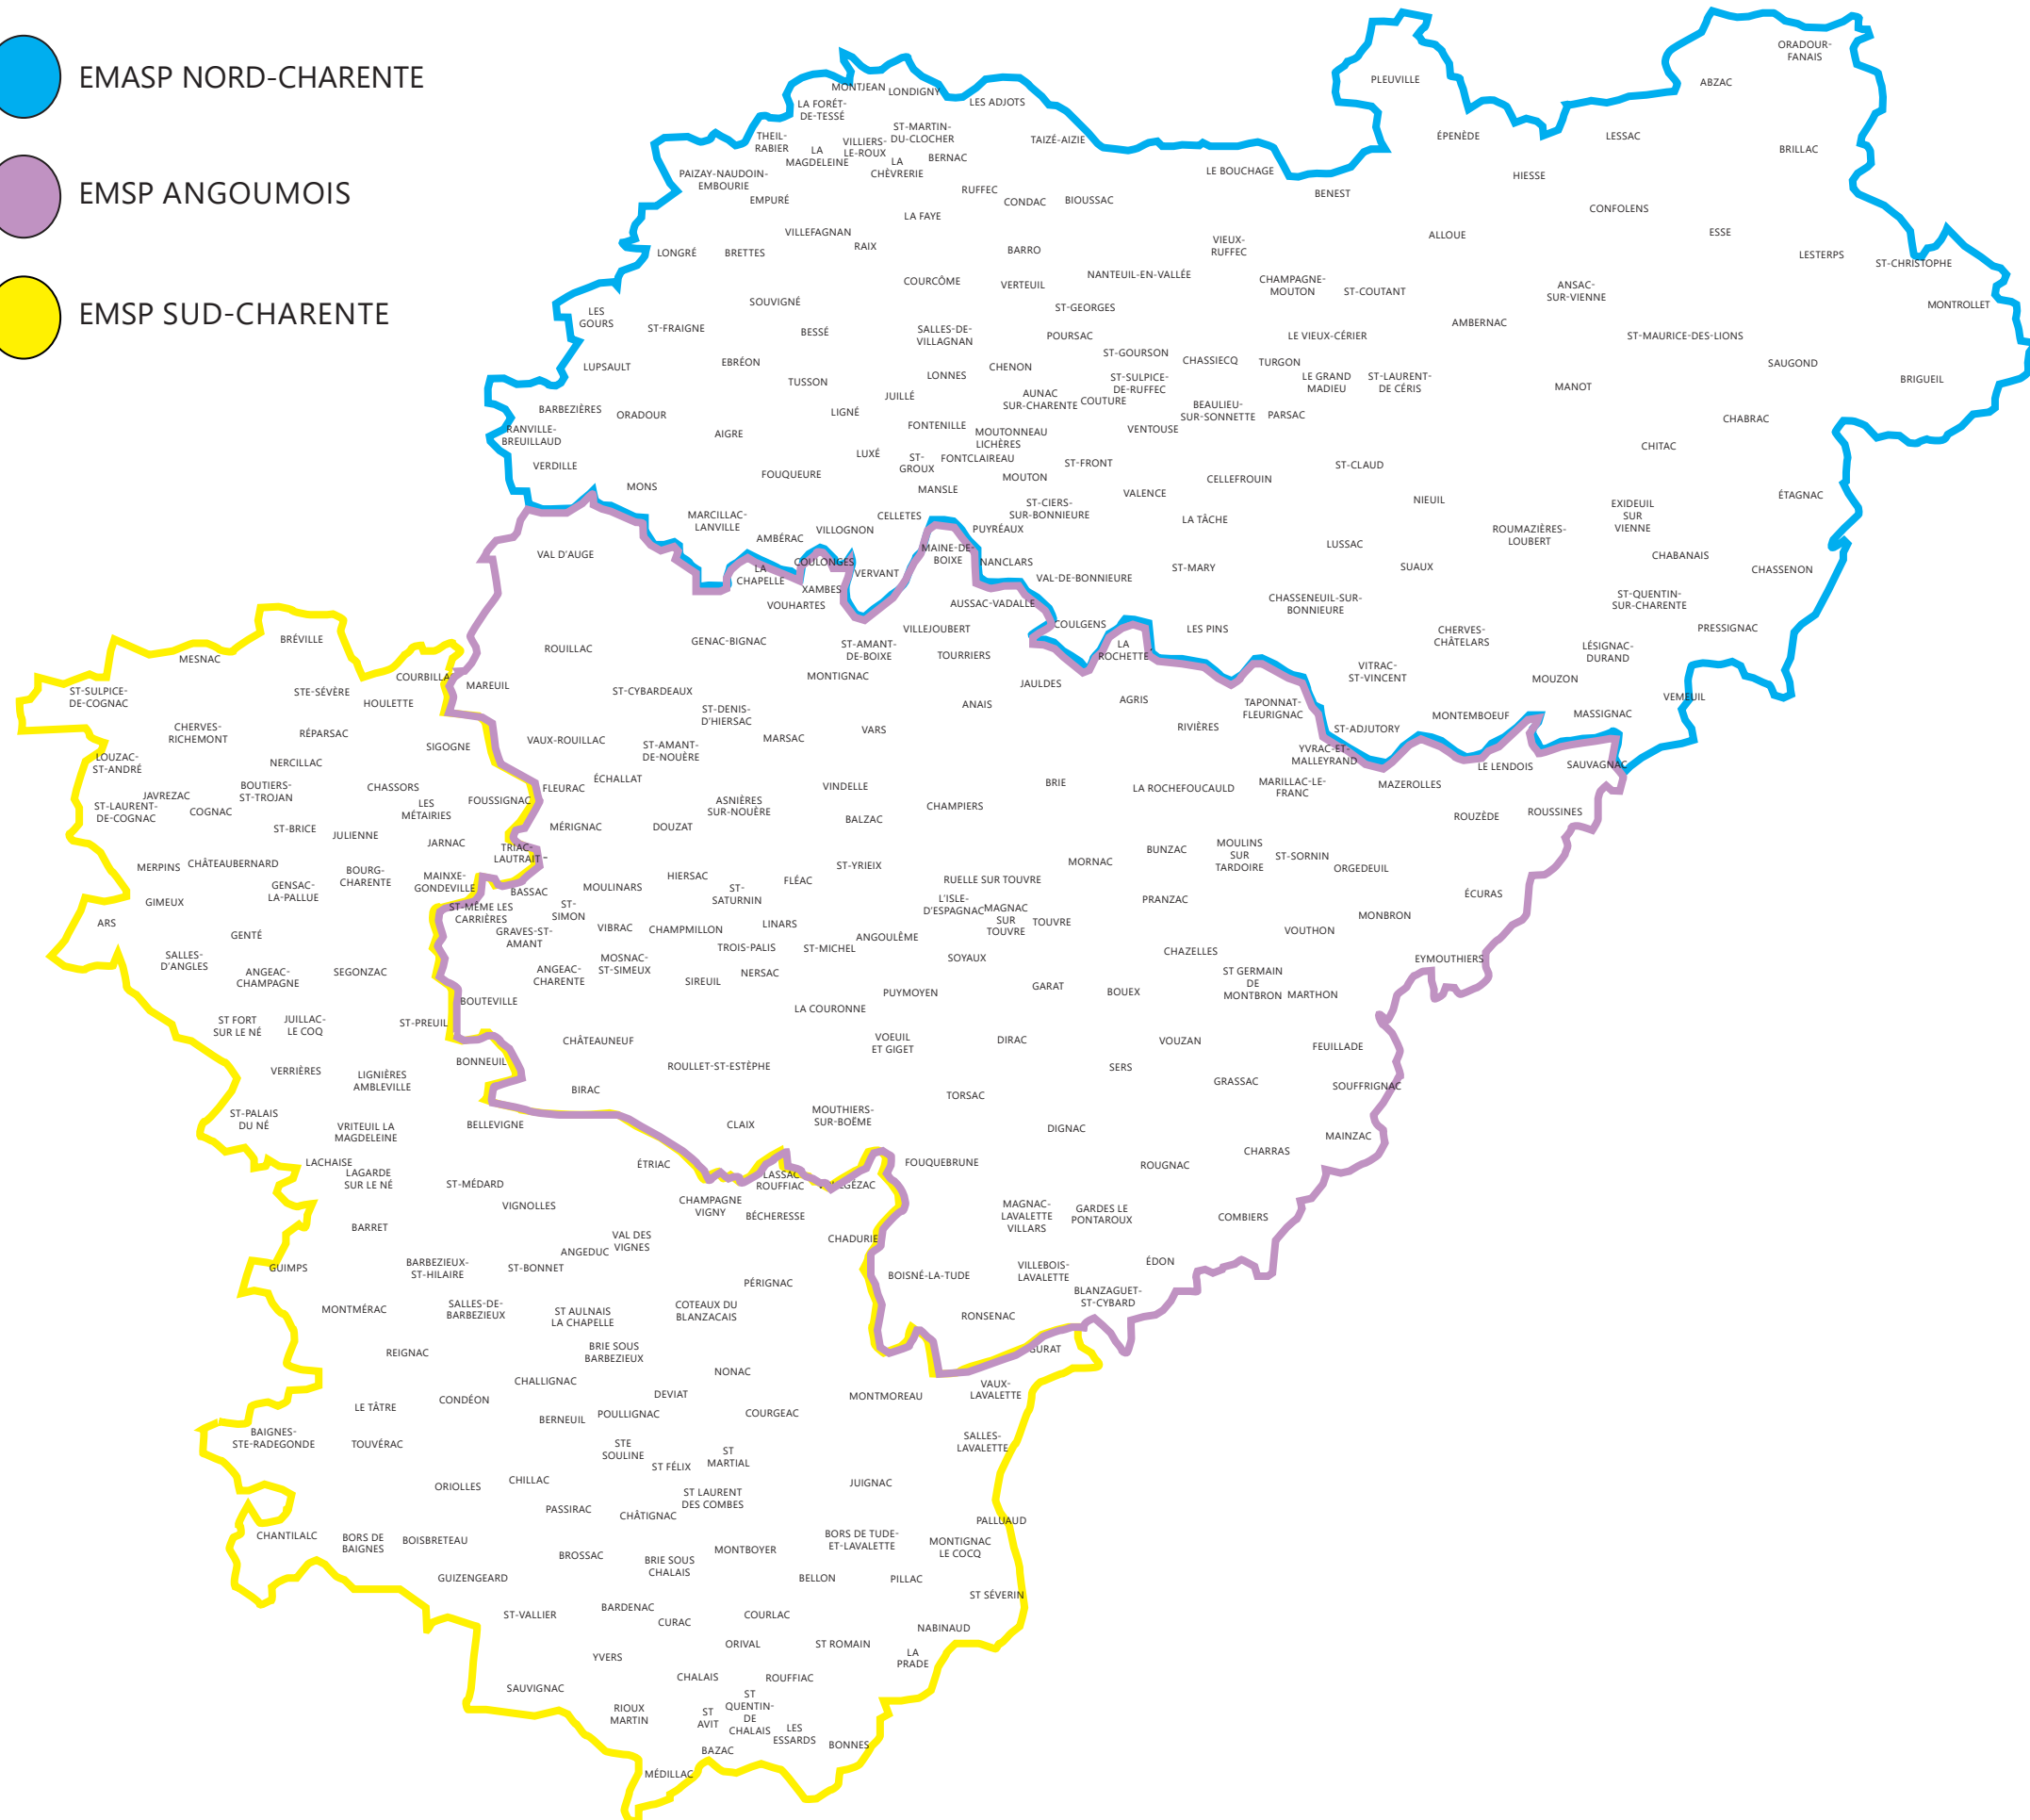 EMASP NORD-CHARENTE
EMSP ANGOUMOIS
EMSP SUD-CHARENTE
ORADOUR-
FANAIS
PLEUVILLE
ABZAC
MONTJEAN
LONDIGNY
LES ADJOTS
LA FORÉT-
DE-TESSÉ
ST-MARTIN-
DU-CLOCHER
THEIL-
RABIER
VILLIERS-
LE-ROUX
LA
MAGDELEINE
LA
CHÈVRERIE
BERNAC
TAIZÉ-AIZIE
ÉPENÈDE
LESSAC
BRILLAC
PAIZAY-NAUDOIN-
EMBOURIE
LE BOUCHAGE
HIESSE
EMPURÉ
RUFFEC
CONDAC
BIOUSSAC
BENEST
LA FAYE
CONFOLENS
VILLEFAGNAN
RAIX
VIEUX-
RUFFEC
ALLOUE
ESSE
LONGRÉ
BRETTES
BARRO
LESTERPS
ST-CHRISTOPHE
COURCÔME
VERTEUIL
NANTEUIL-EN-VALLÉE
CHAMPAGNE-
MOUTON
ST-COUTANT
ANSAC-
SUR-VIENNE
MONTROLLET
LES
GOURS
SOUVIGNÉ
ST-GEORGES
ST-FRAIGNE
BESSÉ
SALLES-DE-
VILLAGNAN
POURSAC
LE VIEUX-CÉRIER
AMBERNAC
ST-MAURICE-DES-LIONS
LUPSAULT
EBRÉON
ST-GOURSON
CHASSIECQ
TURGON
SAUGOND
TUSSON
LONNES
CHENON
ST-SULPICE-
DE-RUFFEC
LE GRAND
MADIEU
ST-LAURENT-
DE CÉRIS
MANOT
BRIGUEIL
JUILLÉ
AUNAC
SUR-CHARENTE
COUTURE
BEAULIEU-
SUR-SONNETTE
PARSAC
BARBEZIÈRES
ORADOUR
LIGNÉ
CHABRAC
RANVILLE-
BREUILLAUD
AIGRE
FONTENILLE
MOUTONNEAU
LICHÈRES
VENTOUSE
CHITAC
VERDILLE
LUXÉ
ST-
GROUX
FONTCLAIREAU
ST-FRONT
ST-CLAUD
FOUQUEURE
MOUTON
CELLEFROUIN
MONS
MANSLE
VALENCE
NIEUIL
EXIDEUIL
SUR
VIENNE
ÉTAGNAC
MARCILLAC-
LANVILLE
CELLETES
ST-CIERS-
SUR-BONNIEURE
LA TÂCHE
AMBÉRAC
VILLOGNON
PUYRÉAUX
ROUMAZIÈRES-
LOUBERT
VAL D'AUGE
MAINE-DE-
BOIXE
LUSSAC
CHABANAIS
COULONGES
NANCLARS
LA
CHAPELLE
VERVANT
VAL-DE-BONNIEURE
ST-MARY
SUAUX
CHASSENON
XAMBES
VOUHARTES
AUSSAC-VADALLE
CHASSENEUIL-SUR-
BONNIEURE
ST-QUENTIN-
SUR-CHARENTE
VILLEJOUBERT
COULGENS
LES PINS
CHERVES-
CHÂTELARS
PRESSIGNAC
BRÉVILLE
GENAC-BIGNAC
ST-AMANT-
DE-BOIXE
TOURRIERS
LA
ROCHETTE
LÉSIGNAC-
DURAND
MESNAC
ROUILLAC
VITRAC-
ST-VINCENT
MOUZON
COURBILLA
MAREUIL
MONTIGNAC
JAULDES
ST-SULPICE-
DE-COGNAC
STE-SÉVÈRE
HOULETTE
ST-CYBARDEAUX
ANAIS
AGRIS
TAPONNAT-
FLEURIGNAC
VEMEUIL
ST-DENIS-
D'HIERSAC
MONTEMBOEUF
MASSIGNAC
CHERVES-
RICHEMONT
RÉPARSAC
SIGOGNE
VAUX-ROUILLAC
ST-AMANT-
DE-NOUÈRE
MARSAC
VARS
RIVIÈRES
ST-ADJUTORY
YVRAC-ET-
MALLEYRAND
LE LENDOIS
SAUVAGNAC
LOUZAC-
ST-ANDRÉ
NERCILLAC
BOUTIERS-
ST-TROJAN
CHASSORS
FLEURAC
ÉCHALLAT
VINDELLE
BRIE
LA ROCHEFOUCAULD
MARILLAC-LE-
FRANC
MAZEROLLES
JAVREZAC
ST-LAURENT-
DE-COGNAC
COGNAC
LES
MÉTAIRIES
FOUSSIGNAC
ASNIÈRES
SUR-NOUÈRE
CHAMPIERS
ROUZÈDE
ROUSSINES
ST-BRICE
JULIENNE
JARNAC
MÉRIGNAC
DOUZAT
BALZAC
TRIAC-
LAUTRAIT
MERPINS
CHÂTEAUBERNARD
BOURG-
CHARENTE
MAINXE-
GONDEVILLE
ST-YRIEIX
MORNAC
BUNZAC
MOULINS
SUR
TARDOIRE
ST-SORNIN
ORGEDEUIL
GENSAC-
LA-PALLUE
BASSAC
MOULINARS
HIERSAC
ST-
SATURNIN
FLÉAC
RUELLE SUR TOUVRE
ÉCURAS
GIMEUX
ST-MÊME LES
CARRIÈRES
ST-
SIMON
L'ISLE-
D'ESPAGNAC
MAGNAC
SUR
TOUVRE
TOUVRE
PRANZAC
MONBRON
ARS
GENTÉ
GRAVES-ST-
AMANT
VIBRAC
CHAMPMILLON
LINARS
ANGOULÊME
VOUTHON
SALLES-
D'ANGLES
TROIS-PALIS
ST-MICHEL
CHAZELLES
ANGEAC-
CHAMPAGNE
SEGONZAC
ANGEAC-
CHARENTE
MOSNAC-
ST-SIMEUX
SIREUIL
NERSAC
SOYAUX
ST GERMAIN
DE
MONTBRON
MARTHON
EYMOUTHIERS
BOUTEVILLE
PUYMOYEN
GARAT
BOUEX
ST FORT
SUR LE NÉ
JUILLAC-
LE COQ
ST-PREUIL
LA COURONNE
CHÂTEAUNEUF
VOEUIL
ET GIGET
DIRAC
VOUZAN
FEUILLADE
VERRIÈRES
LIGNIÈRES
AMBLEVILLE
BONNEUIL
ROULLET-ST-ESTÈPHE
SERS
BIRAC
GRASSAC
SOUFFRIGNAC
TORSAC
ST-PALAIS
DU NÉ
VRITEUIL LA
MAGDELEINE
BELLEVIGNE
CLAIX
MOUTHIERS-
SUR-BOËME
DIGNAC
MAINZAC
LACHAISE
LAGARDE
SUR LE NÉ
ÉTRIAC
FOUQUEBRUNE
ROUGNAC
CHARRAS
ST-MÉDARD
LASSAC
ROUFFIAC
VIGNOLLES
CHAMPAGNE
VIGNY
BÉCHERESSE
MAGNAC-
LAVALETTE
VILLARS
GARDES LE
PONTAROUX
COMBIERS
BARRET
VAL DES
VIGNES
CHADURIE
ANGEDUC
GUIMPS
BARBEZIEUX-
ST-HILAIRE
ST-BONNET
PÉRIGNAC
BOISNÉ-LA-TUDE
VILLEBOIS-
LAVALETTE
ÉDON
MONTMÉRAC
SALLES-DE-
BARBEZIEUX
ST AULNAIS
LA CHAPELLE
COTEAUX DU
BLANZACAIS
RONSENAC
BLANZAGUET-
ST-CYBARD
REIGNAC
BRIE SOUS
BARBEZIEUX
GURAT
CHALLIGNAC
NONAC
VAUX-
LAVALETTE
LE TÂTRE
CONDÉON
DEVIAT
MONTMOREAU
BERNEUIL
POULLIGNAC
COURGEAC
BAIGNES-
STE-RADEGONDE
TOUVÉRAC
STE
SOULINE
ST FÉLIX
ST
MARTIAL
SALLES-
LAVALETTE
ORIOLLES
CHILLAC
JUIGNAC
PASSIRAC
CHÂTIGNAC
ST LAURENT
DES COMBES
PALLUAUD
CHANTILALC
BORS DE
BAIGNES
BOISBRETEAU
BORS DE TUDE-
ET-LAVALETTE
MONTIGNAC
LE COCQ
BROSSAC
BRIE SOUS
CHALAIS
MONTBOYER
GUIZENGEARD
BELLON
PILLAC
ST SÉVERIN
ST-VALLIER
BARDENAC
CURAC
COURLAC
NABINAUD
YVERS
ORIVAL
ST ROMAIN
LA
PRADE
SAUVIGNAC
CHALAIS
ROUFFIAC
RIOUX
MARTIN
ST
AVIT
ST
QUENTIN-
DE
CHALAIS
LES
ESSARDS
BAZAC
BONNES
MÉDILLAC